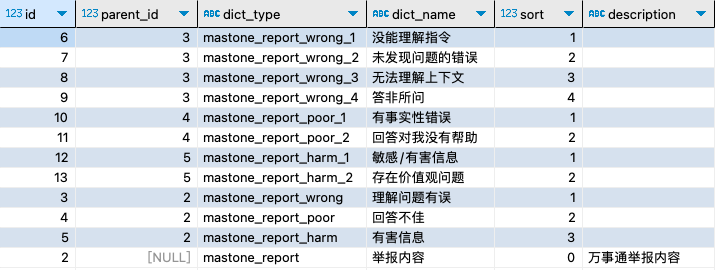 123 id 123 parent_id ABC dict_type ABC dict_name 123 sort ABC description
6 3 mastone_report_wrong_1 没能理解指令 1
7 3 mastone_report_wrong_2 未发现问题的错误 2
8 3 mastone_report_wrong_3 无法理解上下文 3
9 3 mastone_report_wrong_4 答非所问 4
10 4 mastone_report_poor_1 有事实性错误 1
11 4 mastone_report_poor_2 回答对我没有帮助 2
12 5 mastone_report_harm_1 敏感/有害信息 1
13 5 mastone_report_harm_2 存在价值观问题 2
3 2 mastone_report_wrong 理解问题有误 1
4 2 mastone_report_poor 回答不佳 2
5 2 mastone_report_harm 有害信息 3
2 [NULL] mastone_report 举报内容 0 万事通举报内容